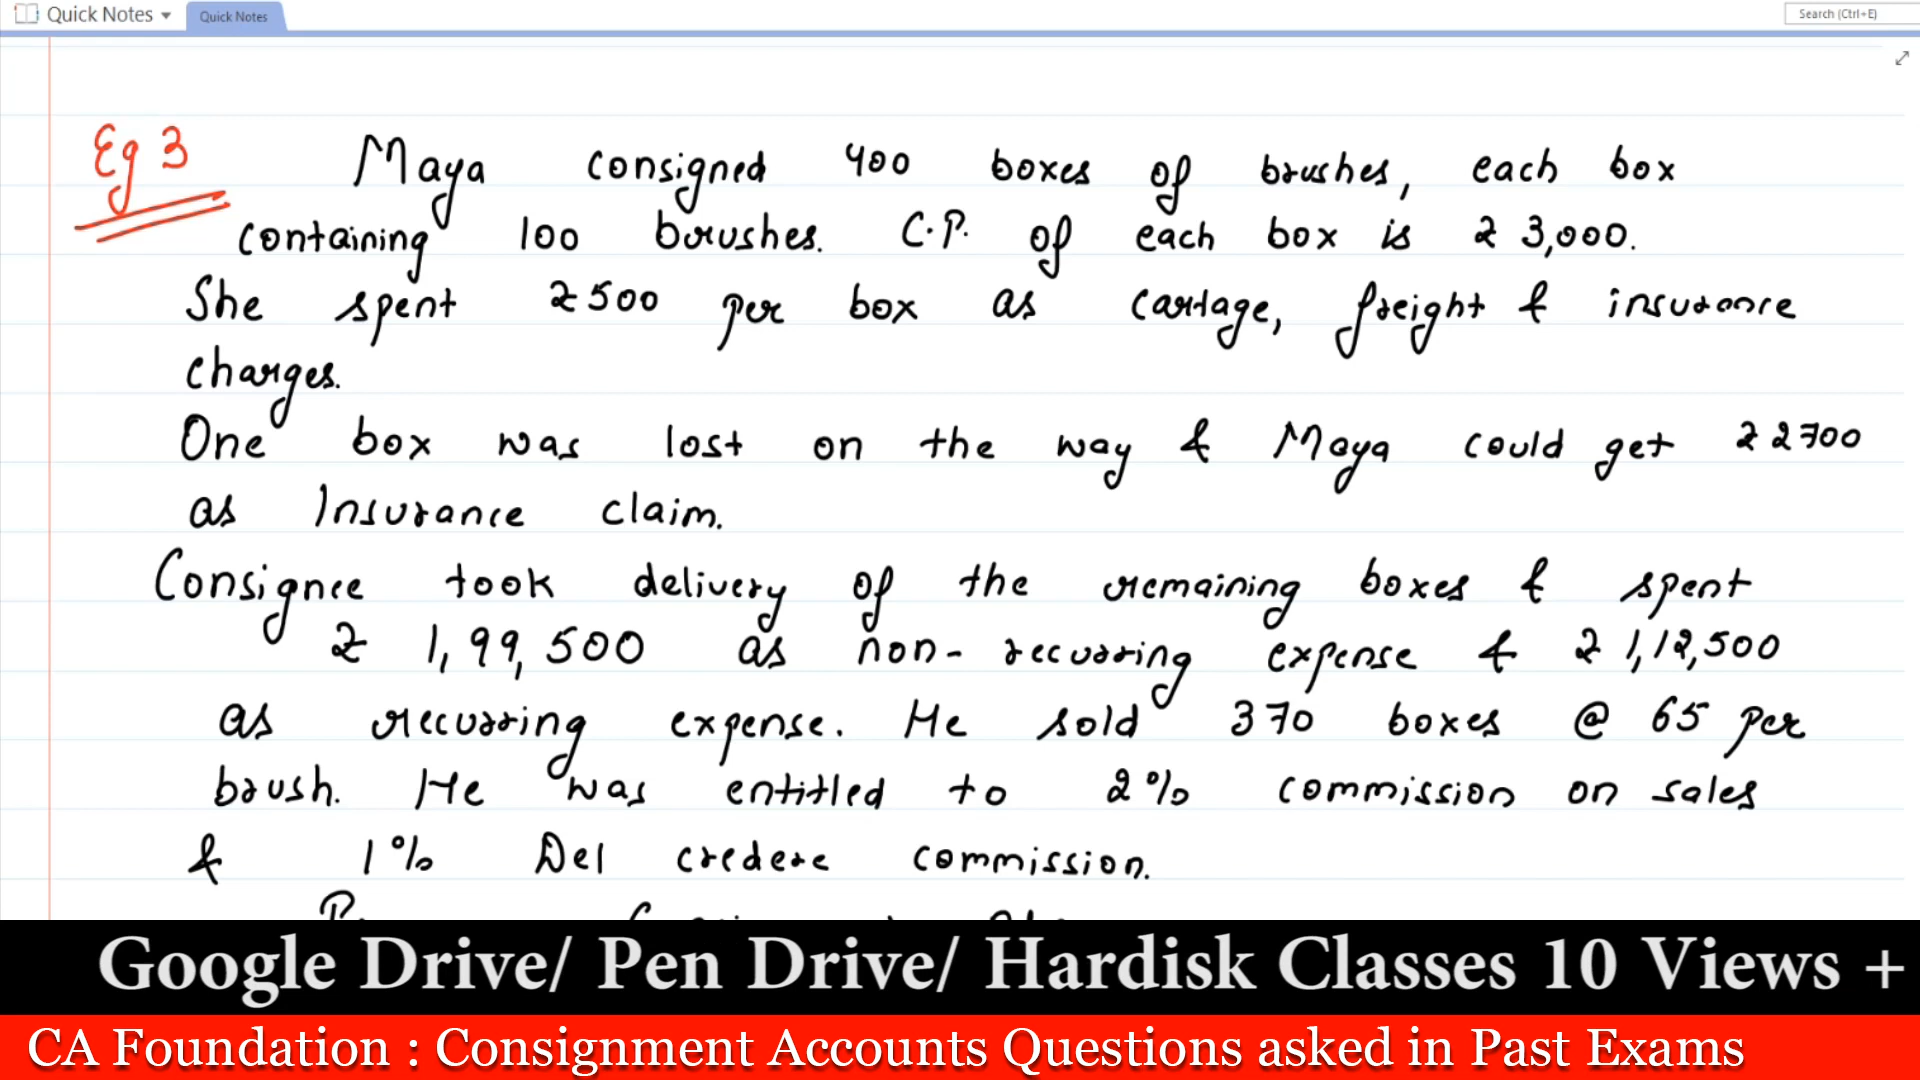 Quick Notes
Quick Notes
Search (Ctrl+E)
Eg 3
Maya consigned 400 boxes of brushes, each box
containing 100 brushes. C.P. of each box is ₹ 3,000.
She spent ₹ 500 per box as cartage, freight & insurance
charges.
One box was lost on the way & Maya could get ₹ 2700
as Insurance claim.
Consignee took delivery of the remaining boxes & spent
₹ 1,99,500 as non-recurring expense & ₹ 1,12,500
as recurring expense. He sold 370 boxes @ 65 per
brush. He was entitled to 2% commission on sales
& 1% Del credere commission.
Google Drive/ Pen Drive/ Hardisk Classes 10 Views +
CA Foundation : Consignment Accounts Questions asked in Past Exams